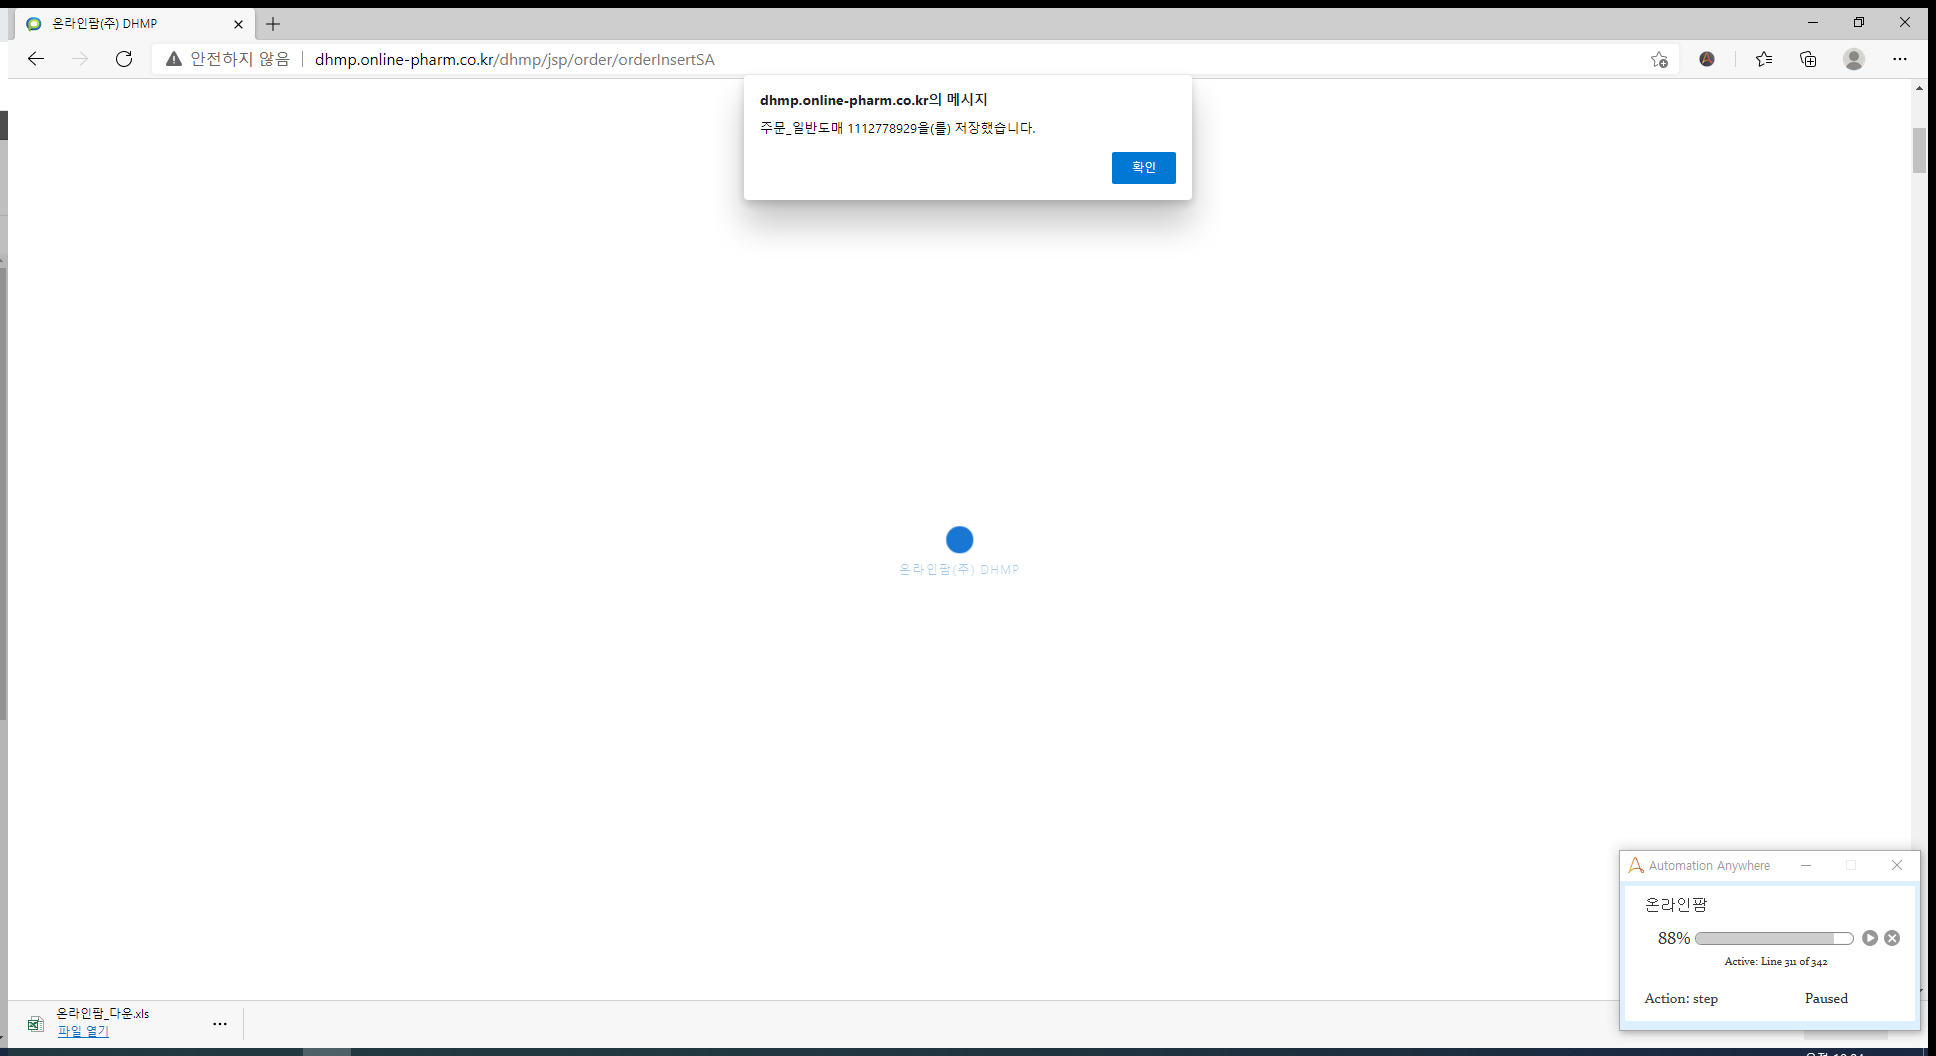 온라인팜(주) DHMP
안전하지 않음 dhmp.online-pharm.co.kr/dhmp/jsp/order/orderInsertSA
dhmp.online-pharm.co.kr의 메시지
주문_일반도매 1112778929을(를) 저장했습니다.
확인
온라인팜(주) DHMP
Automation Anywhere
온라인팜
88%
Active: Line 311 of 342
Action: step Paused
온라인팜_다운.xls
파일 열기